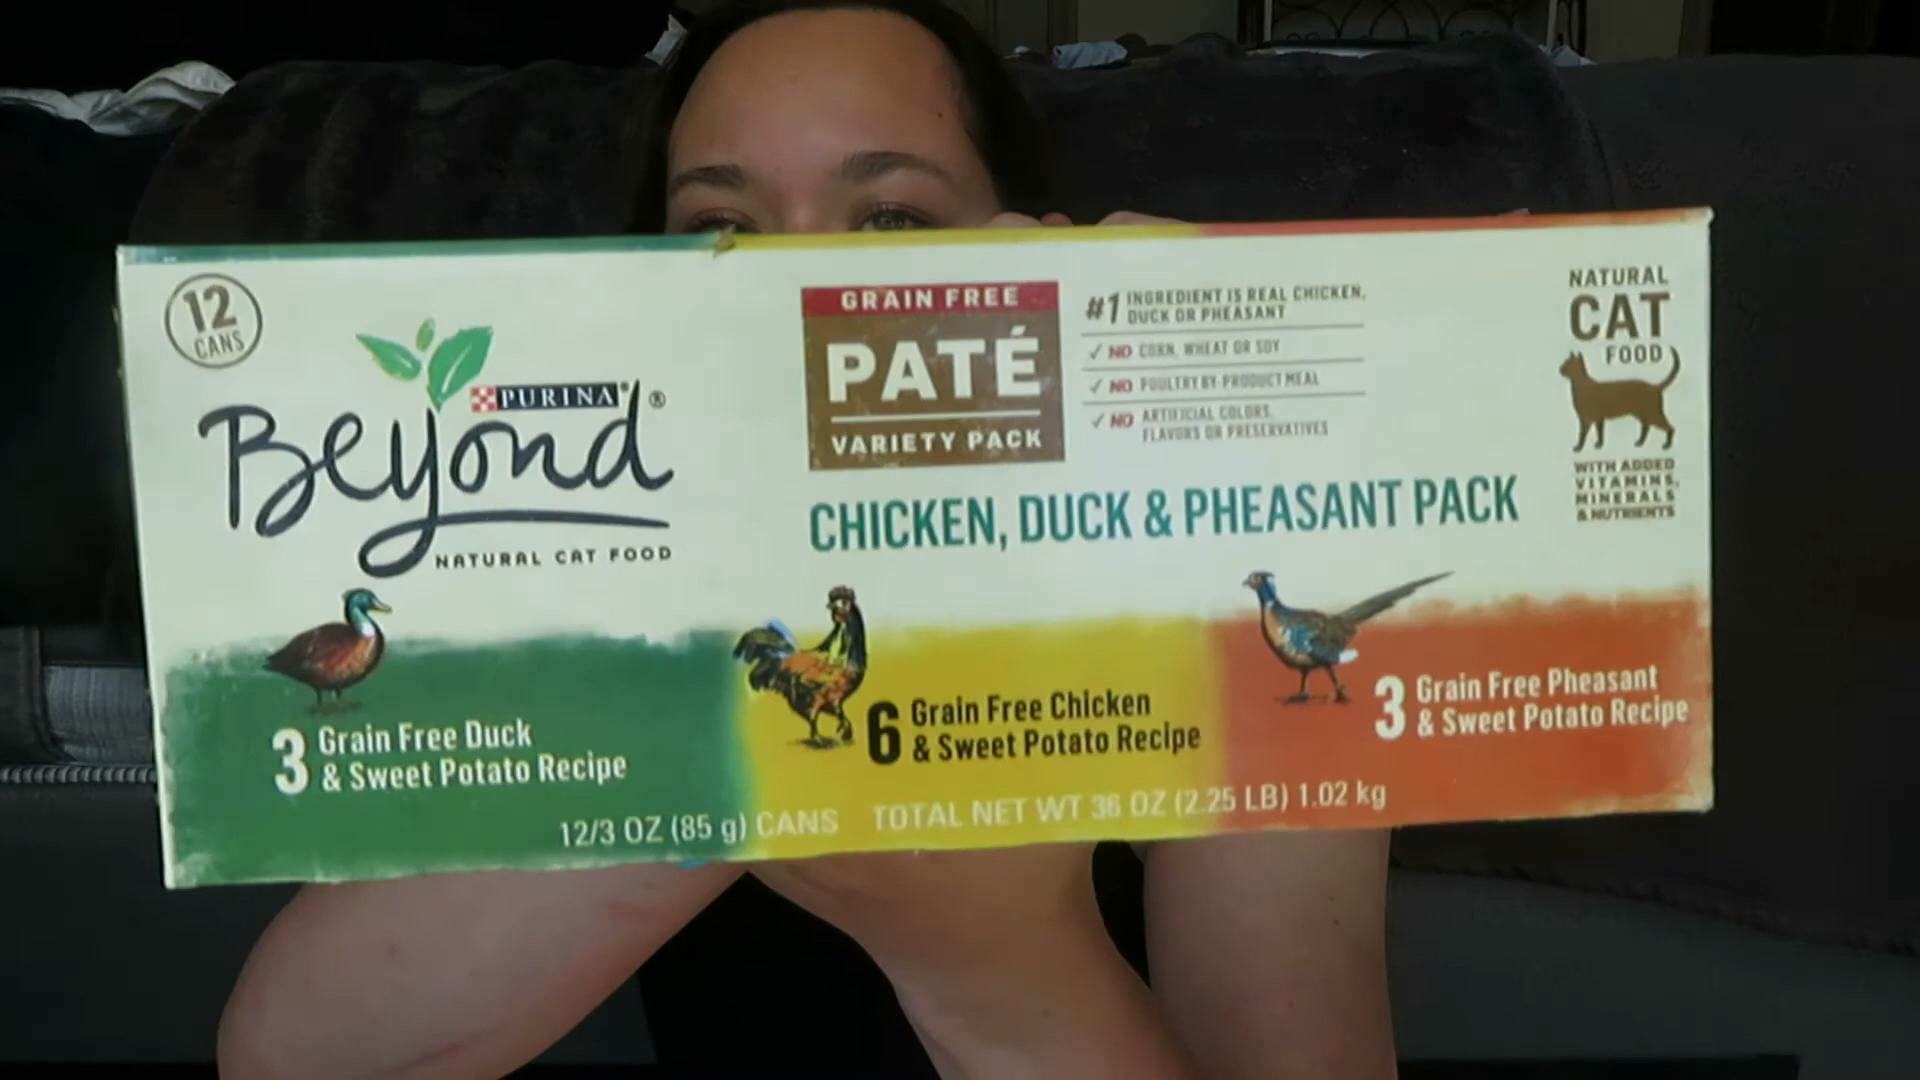 12
CANS
PURINA®
Beyond®
NATURAL CAT FOOD
GRAIN FREE
PATÉ
VARIETY PACK
#1 INGREDIENT IS REAL CHICKEN,
DUCK OR PHEASANT
✓ NO CORN, WHEAT OR SOY
✓ NO POULTRY BY-PRODUCT MEAL
✓ NO ARTIFICIAL COLORS,
FLAVORS OR PRESERVATIVES
NATURAL
CAT
FOOD
WITH ADDED
VITAMINS,
MINERALS
& NUTRIENTS
CHICKEN, DUCK & PHEASANT PACK
3 Grain Free Duck
& Sweet Potato Recipe
6 Grain Free Chicken
& Sweet Potato Recipe
3 Grain Free Pheasant
& Sweet Potato Recipe
12/3 OZ (85 g) CANS TOTAL NET WT 36 OZ (2.25 LB) 1.02 kg